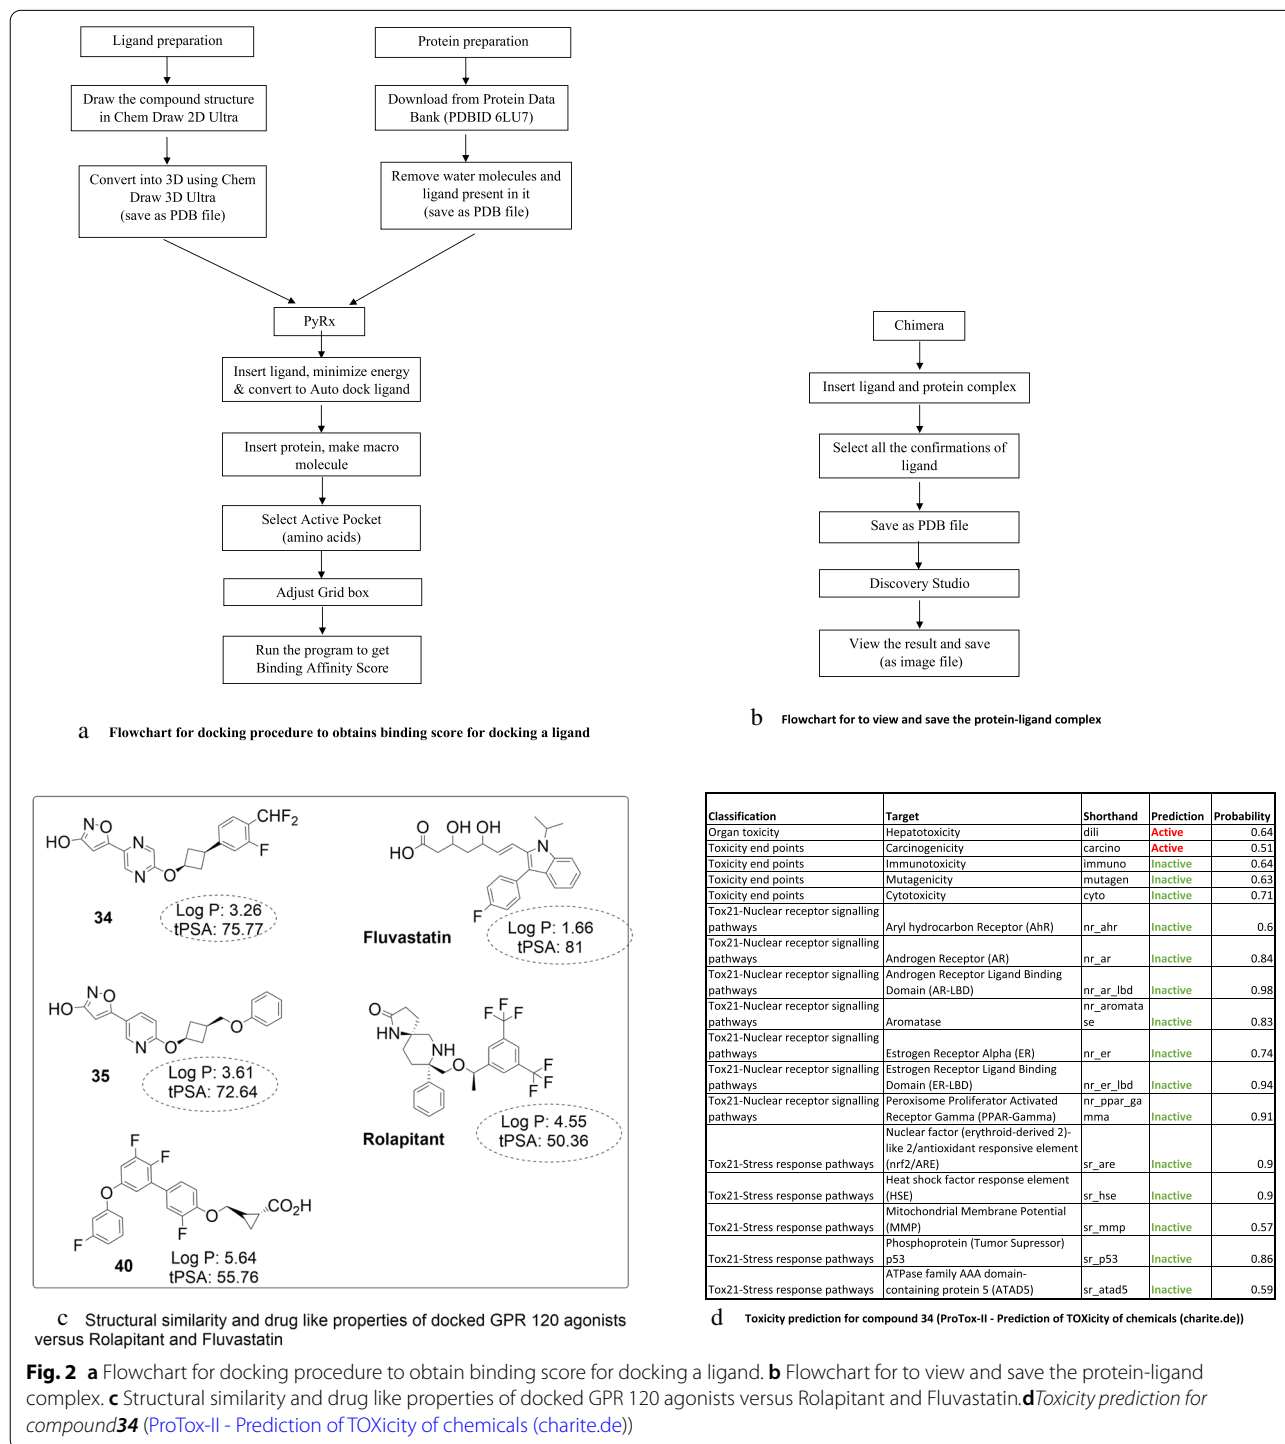 Ligand preparation
Draw the compound structure
in Chem Draw 2D Ultra
Convert into 3D using Chem
Draw 3D Ultra
(save as PDB file)
Protein preparation
Download from Protein Data
Bank (PDBID 6LU7)
Remove water molecules and
ligand present in it
(save as PDB file)
PyRx
Insert ligand, minimize energy
& convert to Auto dock ligand
Insert protein, make macro
molecule
Select Active Pocket
(amino acids)
Adjust Grid box
Run the program to get
Binding Affinity Score
a Flowchart for docking procedure to obtains binding score for docking a ligand
Chimera
Insert ligand and protein complex
Select all the confirmations of
ligand
Save as PDB file
Discovery Studio
View the result and save
(as image file)
b Flowchart for to view and save the protein-ligand complex
N
O
HO
N
N
O
CHF2
F
34
Log P: 3.26
tPSA: 75.77
O
HO
OH OH
N
F
Fluvastatin
Log P: 1.66
tPSA: 81
N
O
HO
N
O
O
35
Log P: 3.61
tPSA: 72.64
O
HN
NH
O
F
F
F
F
F
F
Rolapitant
Log P: 4.55
tPSA: 50.36
F
F
O
F
F
O
CO2H
40
Log P: 5.64
tPSA: 55.76
c Structural similarity and drug like properties of docked GPR 120 agonists
versus Rolapitant and Fluvastatin
Classification Target Shorthand Prediction Probability
Organ toxicity Hepatotoxicity dili Active 0.64
Toxicity end points Carcinogenicity carcino Active 0.51
Toxicity end points Immunotoxicity immuno Inactive 0.64
Toxicity end points Mutagenicity mutagen Inactive 0.63
Toxicity end points Cytotoxicity cyto Inactive 0.71
Tox21-Nuclear receptor signalling
pathways Aryl hydrocarbon Receptor (AhR) nr_ahr Inactive 0.6
Tox21-Nuclear receptor signalling
pathways Androgen Receptor (AR) nr_ar Inactive 0.84
Tox21-Nuclear receptor signalling Androgen Receptor Ligand Binding
pathways Domain (AR-LBD) nr_ar_lbd Inactive 0.98
Tox21-Nuclear receptor signalling nr_aromata
pathways Aromatase se Inactive 0.83
Tox21-Nuclear receptor signalling
pathways Estrogen Receptor Alpha (ER) nr_er Inactive 0.74
Tox21-Nuclear receptor signalling Estrogen Receptor Ligand Binding
pathways Domain (ER-LBD) nr_er_lbd Inactive 0.94
Tox21-Nuclear receptor signalling Peroxisome Proliferator Activated nr_ppar_ga
pathways Receptor Gamma (PPAR-Gamma) mma Inactive 0.91
Nuclear factor (erythroid-derived 2)-
like 2/antioxidant responsive element
Tox21-Stress response pathways (nrf2/ARE) sr_are Inactive 0.9
Heat shock factor response element
Tox21-Stress response pathways (HSE) sr_hse Inactive 0.9
Mitochondrial Membrane Potential
Tox21-Stress response pathways (MMP) sr_mmp Inactive 0.57
Phosphoprotein (Tumor Supressor)
Tox21-Stress response pathways p53 sr_p53 Inactive 0.86
ATPase family AAA domain-
Tox21-Stress response pathways containing protein 5 (ATAD5) sr_atad5 Inactive 0.59
d Toxicity prediction for compound 34 (ProTox-II - Prediction of TOXicity of chemicals (charite.de))
Fig. 2 a Flowchart for docking procedure to obtain binding score for docking a ligand. b Flowchart for to view and save the protein-ligand
complex. c Structural similarity and drug like properties of docked GPR 120 agonists versus Rolapitant and Fluvastatin.dToxicity prediction for
compound34 (ProTox-II - Prediction of TOXicity of chemicals (charite.de))